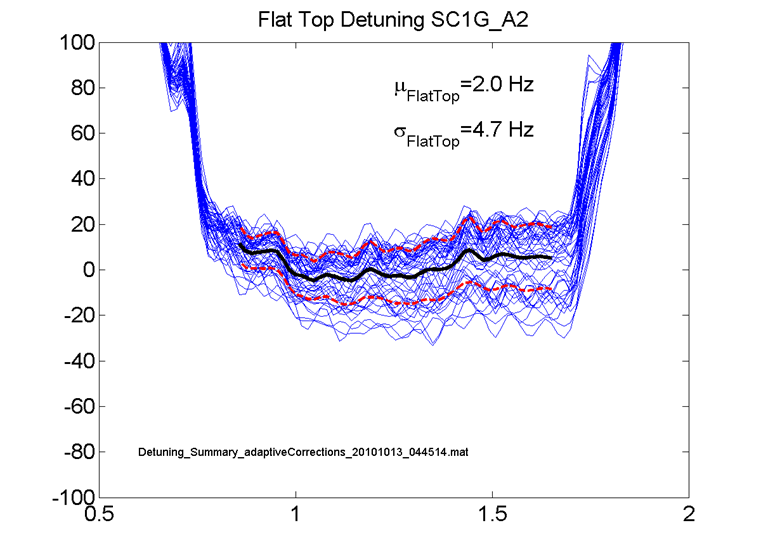 Flat Top Detuning SC1G_A2
100
80
60
40
20
0
-20
-40
-60
-80
-100
μFlatTop=2.0 Hz
σFlatTop=4.7 Hz
Detuning_Summary_adaptiveCorrections_20101013_044514.mat
0.5 1 1.5 2